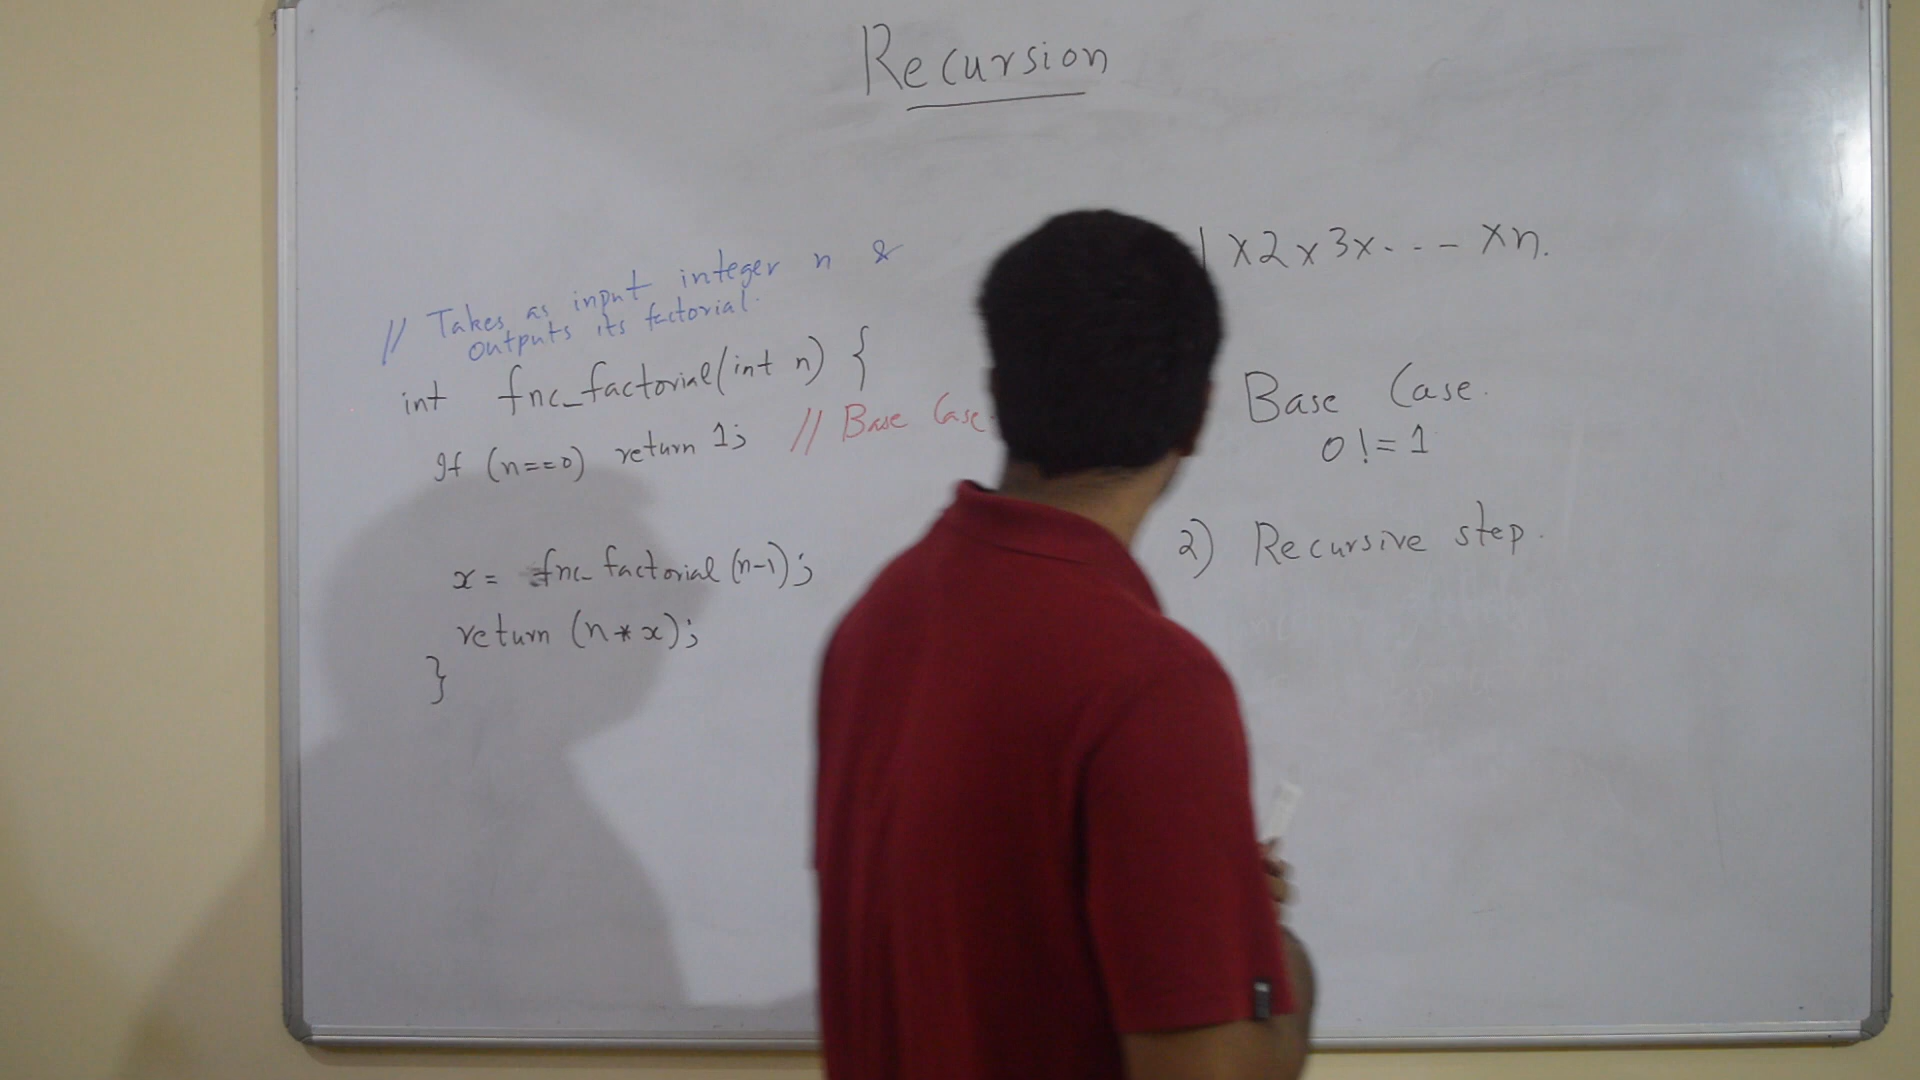 Recursion
// Takes as input integer n &
outputs its factorial.
int fnc_factorial(int n) {
If (n==0) return 1; // Base Case
x = fnc_factorial (n-1);
return (n * x);
}
1 x 2 x 3 x . . . - x n.
Base Case.
0! = 1
2) Recursive step.